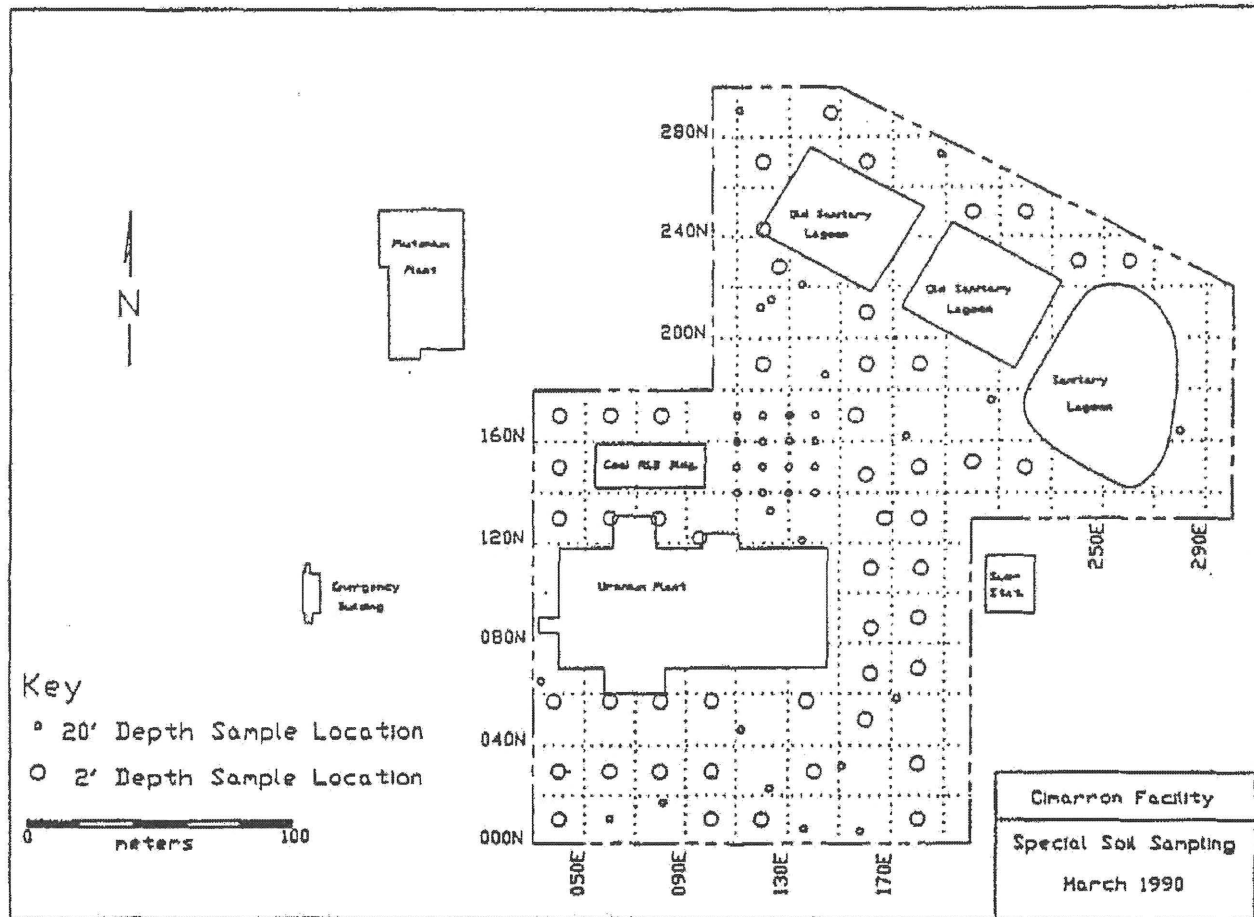 280N
Old Sanitary
Lagoon
Plutonium
Plant
240N
Old Sanitary
Lagoon
N
200N
Sanitary
Lagoon
160N
120N
250E
290E
Uranium Plant
Emergency
Building
080N
Key
20' Depth Sample Location
040N
2' Depth Sample Location
Cimarron Facility
0
100
meters
000N
Special Soil Sampling
050E
090E
130E
170E
March 1990